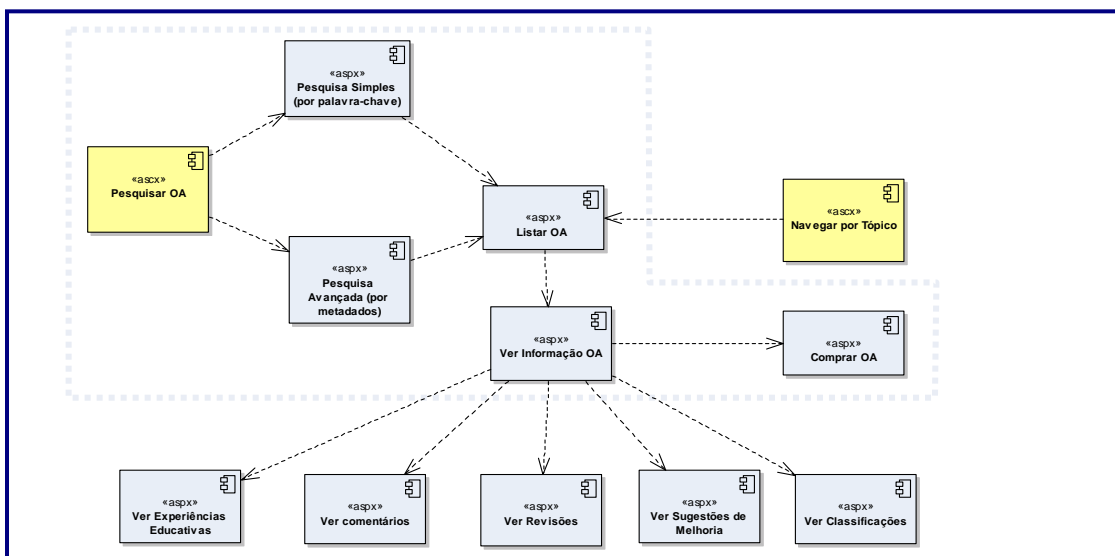 «aspx»
Pesquisa Simples
(por palavra-chave)
«ascx»
Pesquisar OA
«aspx»
Listar OA
«ascx»
Navegar por Tópico
«aspx»
Pesquisa
Avançada (por
metadados)
«aspx»
Ver Informação OA
«aspx»
Comprar OA
«aspx»
Ver Experiências
Educativas
«aspx»
Ver comentários
«aspx»
Ver Revisões
«aspx»
Ver Sugestões de
Melhoria
«aspx»
Ver Classificações